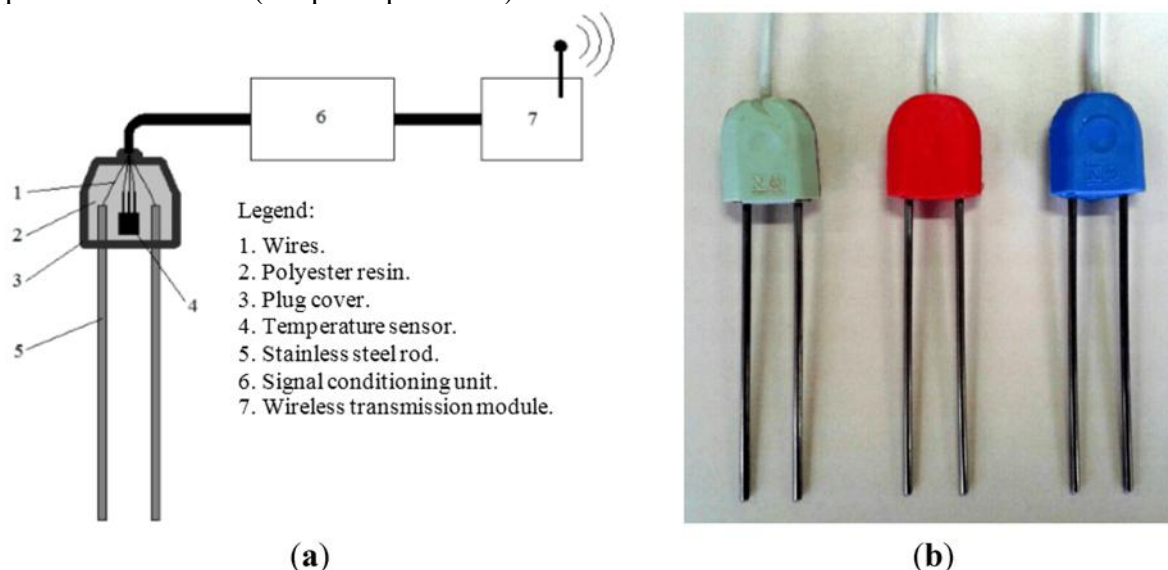 6
7
1
2
3
4
5
Legend:
1. Wires.
2. Polyester resin.
3. Plug cover.
4. Temperature sensor.
5. Stainless steel rod.
6. Signal conditioning unit.
7. Wireless transmission module.
(a)
(b)